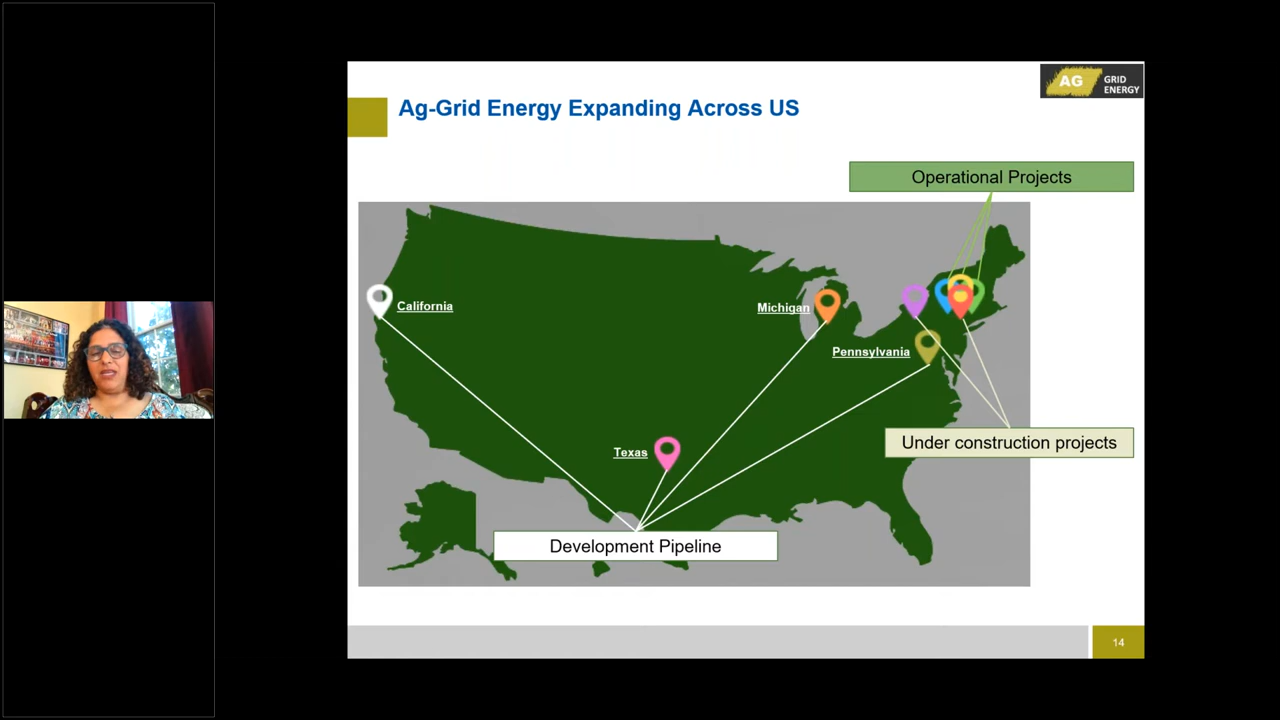 AG GRID
ENERGY
Ag-Grid Energy Expanding Across US
Operational Projects
California
Michigan
Pennsylvania
Under construction projects
Texas
Development Pipeline
14